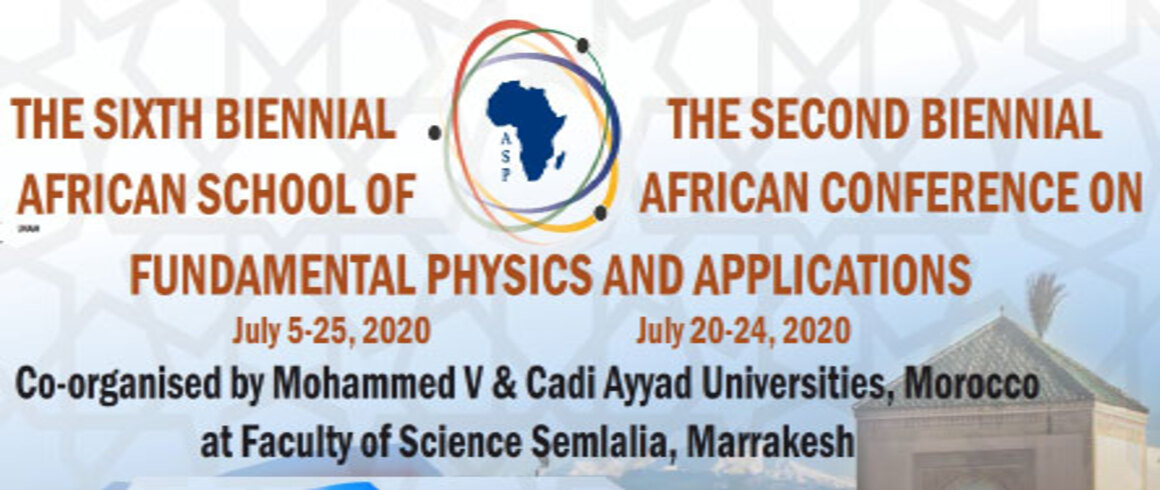 THE SIXTH BIENNIAL
AFRICAN SCHOOL OF
A
S
P
THE SECOND BIENNIAL
AFRICAN CONFERENCE ON
FUNDAMENTAL PHYSICS AND APPLICATIONS
July 5-25, 2020
July 20-24, 2020
Co-organised by Mohammed V & Cadi Ayyad Universities, Morocco
at Faculty of Science Semlalia, Marrakesh